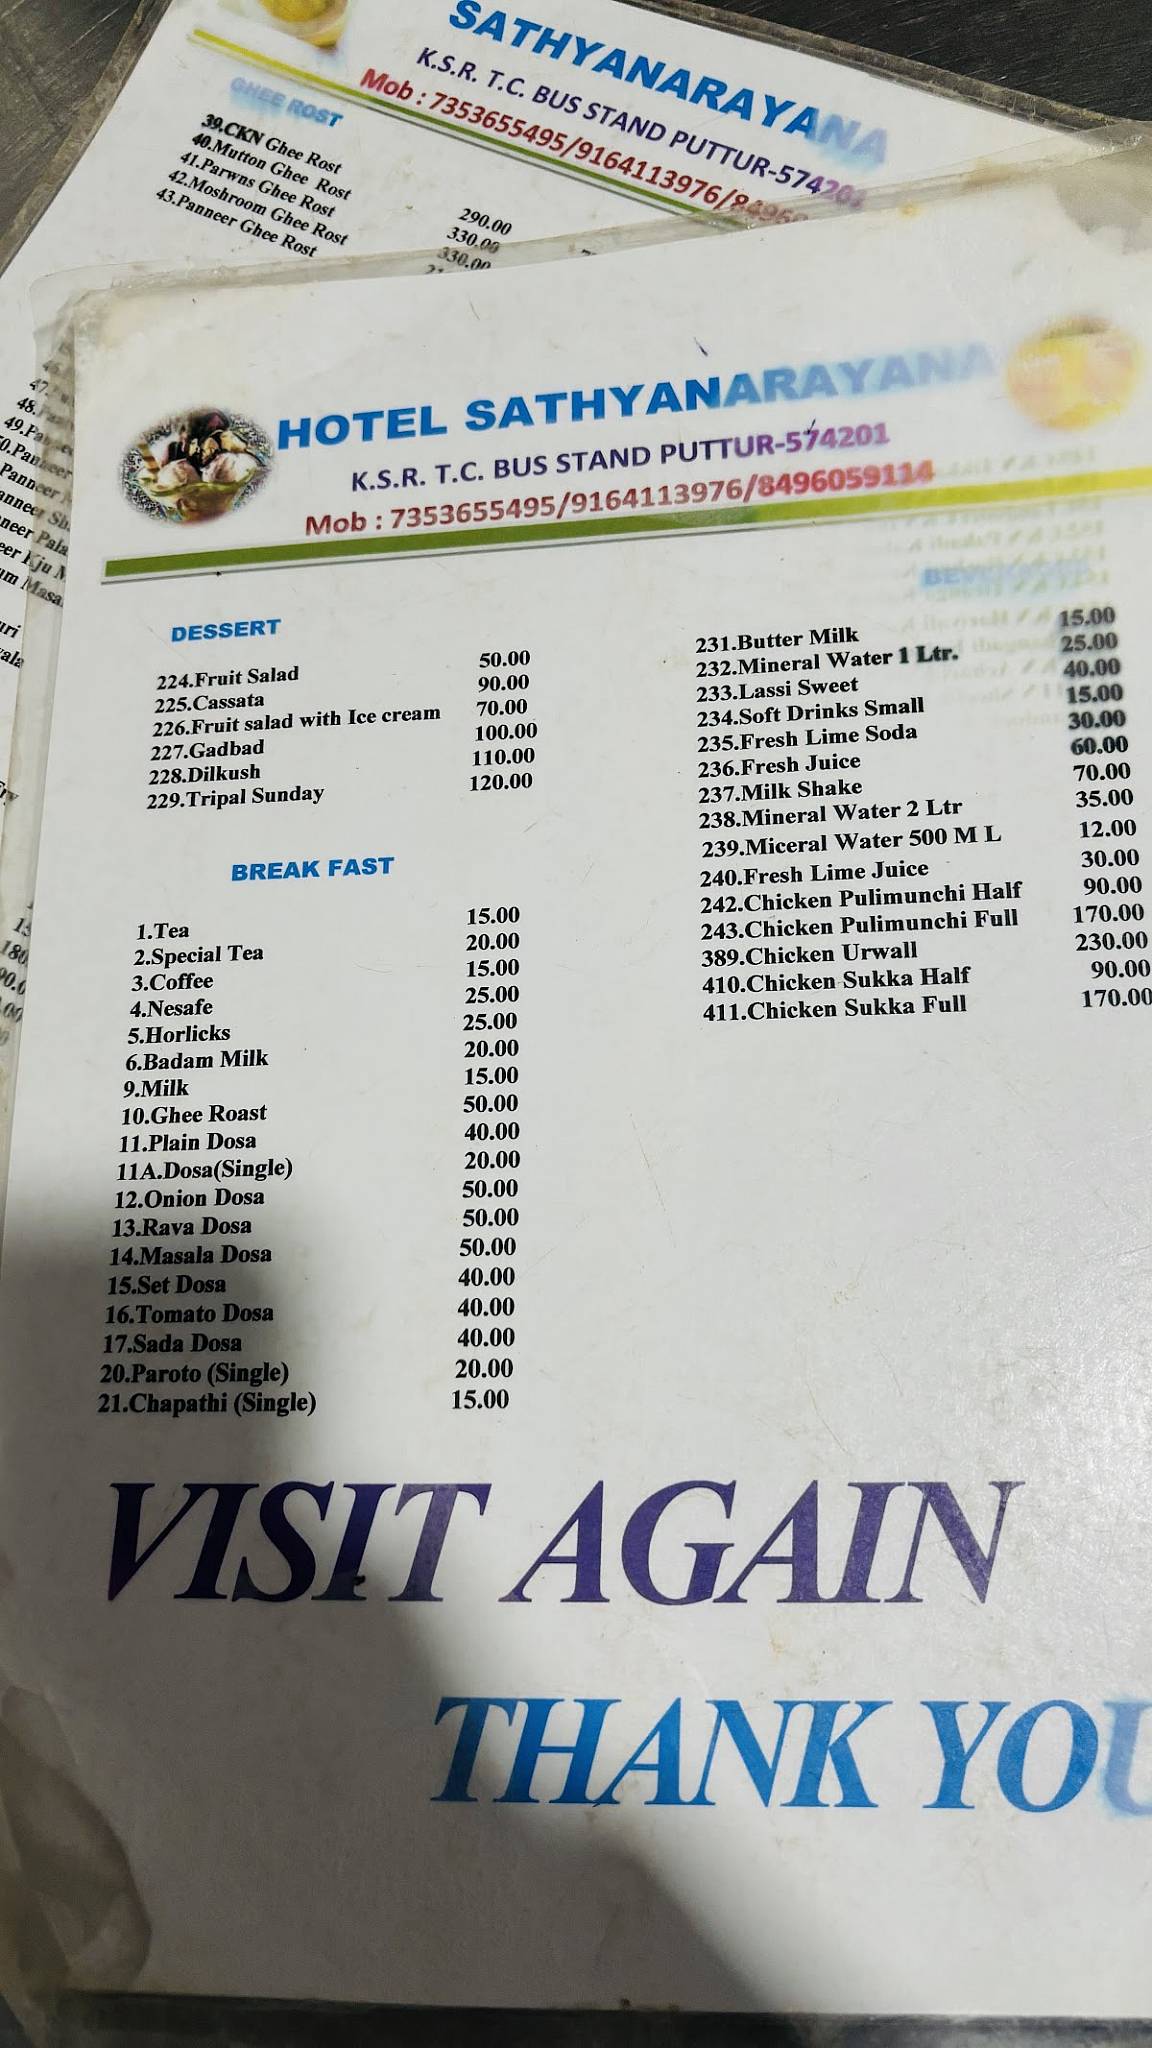 SATHYANARAYANA
K.S.R. T.C. BUS STAND PUTTUR-574201
Mob : 7353655495/9164113976/84960
GHEE ROST
39.CKN Ghee Rost 290.00
40.Mutton Ghee Rost 330.00
41.Parwns Ghee Rost 330.00
42.Moshroom Ghee Rost
43.Panneer Ghee Rost
HOTEL SATHYANARAYANA
K.S.R. T.C. BUS STAND PUTTUR-574201
Mob : 7353655495/9164113976/8496059114
DESSERT
224.Fruit Salad 50.00
225.Cassata 90.00
226.Fruit salad with Ice cream 70.00
227.Gadbad 100.00
228.Dilkush 110.00
229.Tripal Sunday 120.00
BREAK FAST
1.Tea 15.00
2.Special Tea 20.00
3.Coffee 15.00
4.Nesafe 25.00
5.Horlicks 25.00
6.Badam Milk 20.00
9.Milk 15.00
10.Ghee Roast 50.00
11.Plain Dosa 40.00
11A.Dosa(Single) 20.00
12.Onion Dosa 50.00
13.Rava Dosa 50.00
14.Masala Dosa 50.00
15.Set Dosa 40.00
16.Tomato Dosa 40.00
17.Sada Dosa 40.00
20.Paroto (Single) 20.00
21.Chapathi (Single) 15.00
231.Butter Milk 15.00
232.Mineral Water 1 Ltr. 25.00
233.Lassi Sweet 40.00
234.Soft Drinks Small 15.00
235.Fresh Lime Soda 30.00
236.Fresh Juice 60.00
237.Milk Shake 70.00
238.Mineral Water 2 Ltr 35.00
239.Miceral Water 500 M L 12.00
240.Fresh Lime Juice 30.00
242.Chicken Pulimunchi Half 90.00
243.Chicken Pulimunchi Full 170.00
389.Chicken Urwall 230.00
410.Chicken Sukka Half 90.00
411.Chicken Sukka Full 170.00
VISIT AGAIN
THANK YOU